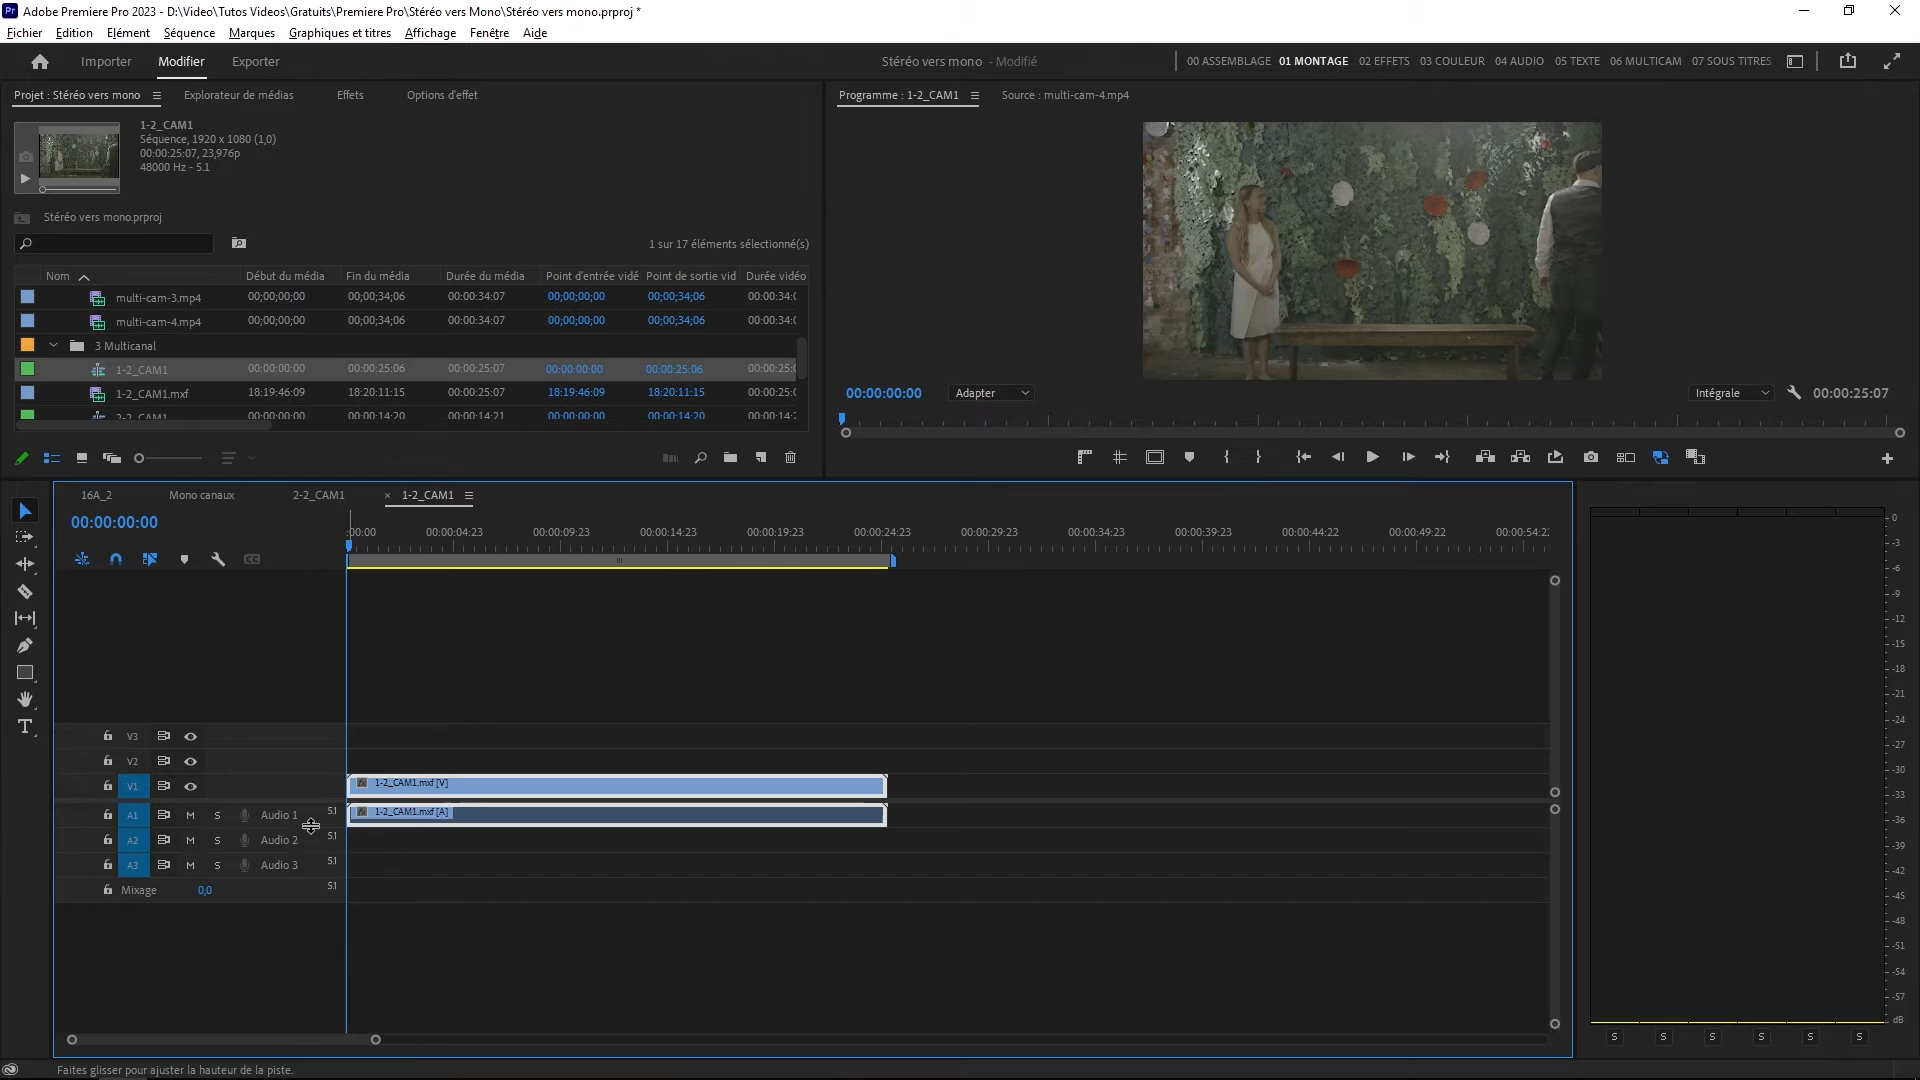 Pr Adobe Premiere Pro 2023 - D:\Video\Tutos Videos\Gratuits\Premiere Pro\Stéréo vers Mono\Stéréo vers mono.prproj *
Fichier Edition Elément Séquence Marques Graphiques et titres Affichage Fenêtre Aide
Importer Modifier Exporter Stéréo vers mono - Modifié 00 ASSEMBLAGE 01 MONTAGE 02 EFFETS 03 COULEUR 04 AUDIO 05 TEXTE 06 MULTICAM 07 SOUS TITRES
Projet : Stéréo vers mono Explorateur de médias Effets Options d'effet
Programme : 1-2_CAM1 Source : multi-cam-4.mp4
1-2_CAM1
Séquence, 1920 x 1080 (1,0)
00:00:25:07, 23,976p
48000 Hz - 5.1
Stéréo vers mono.prproj
1 sur 17 éléments sélectionné(s)
Nom Début du média Fin du média Durée du média Point d'entrée vidé Point de sortie vid Durée vidéo
multi-cam-3.mp4 00;00;00;00 00;00;34;06 00:00:34:07 00;00;00;00 00;00;34;06 00:00:34:0
multi-cam-4.mp4 00;00;00;00 00;00;34;06 00:00:34:07 00;00;00;00 00;00;34;06 00:00:34:0
3 Multicanal
1-2_CAM1 00:00:00:00 00:00:25:06 00:00:25:07 00:00:00:00 00:00:25:06 00:00:25:
1-2_CAM1.mxf 18:19:46:09 18:20:11:15 00:00:25:07 18:19:46:09 18:20:11:15 00:00:25:0
2-2_CAM1 00:00:00:00 00:00:14:20 00:00:14:21 00:00:00:00 00:00:14:20 00:00:14:2
00:00:00:00 Adapter Intégrale 00:00:25:07
16A_2 Mono canaux 2-2_CAM1 × 1-2_CAM1
00:00:00:00
:00:00 00:00:04:23 00:00:09:23 00:00:14:23 00:00:19:23 00:00:24:23 00:00:29:23 00:00:34:23 00:00:39:23 00:00:44:22 00:00:49:22 00:00:54:2
V3
V2
V1 1-2_CAM1.mxf [V]
A1 M S Audio 1 5.1 1-2_CAM1.mxf [A]
A2 M S Audio 2 5.1
A3 M S Audio 3 5.1
Mixage 0,0 5.1
0
-3
-6
-9
-12
-15
-18
-21
-24
-27
-30
-33
-36
-39
-42
-45
-48
-51
-54
-57
dB
S S S S S S
Faites glisser pour ajuster la hauteur de la piste.